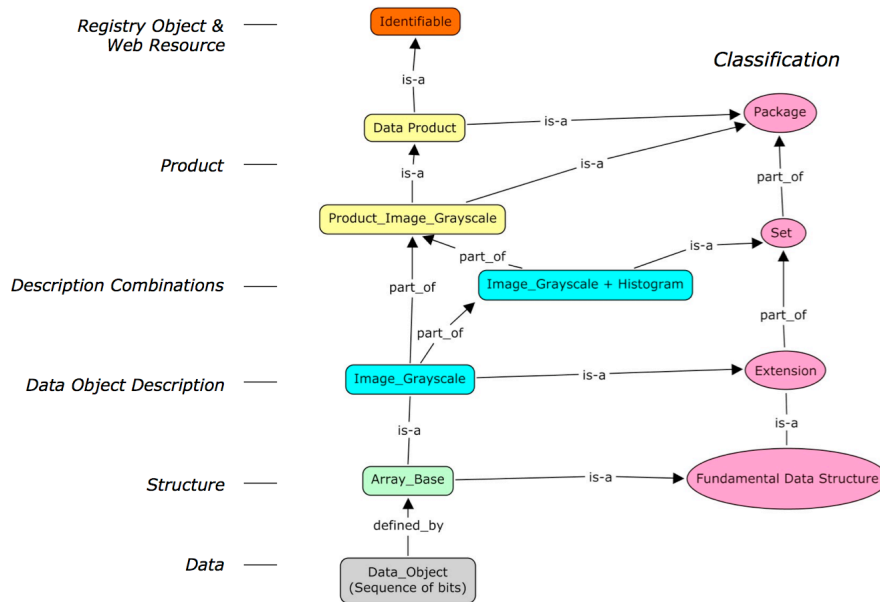 Registry Object &
Web Resource
Identifiable
Classification
is-a
Package
Data Product
is-a
Product
is-a
is-a
part_of
Product_Image_Grayscale
Set
part_of
is-a
Description Combinations
part_of
Image_Grayscale + Histogram
part_of
part_of
Data Object Description
Image_Grayscale
is-a
Extension
is-a
is-a
Structure
Array_Base
is-a
Fundamental Data Structure
defined_by
Data
Data_Object
(Sequence of bits)